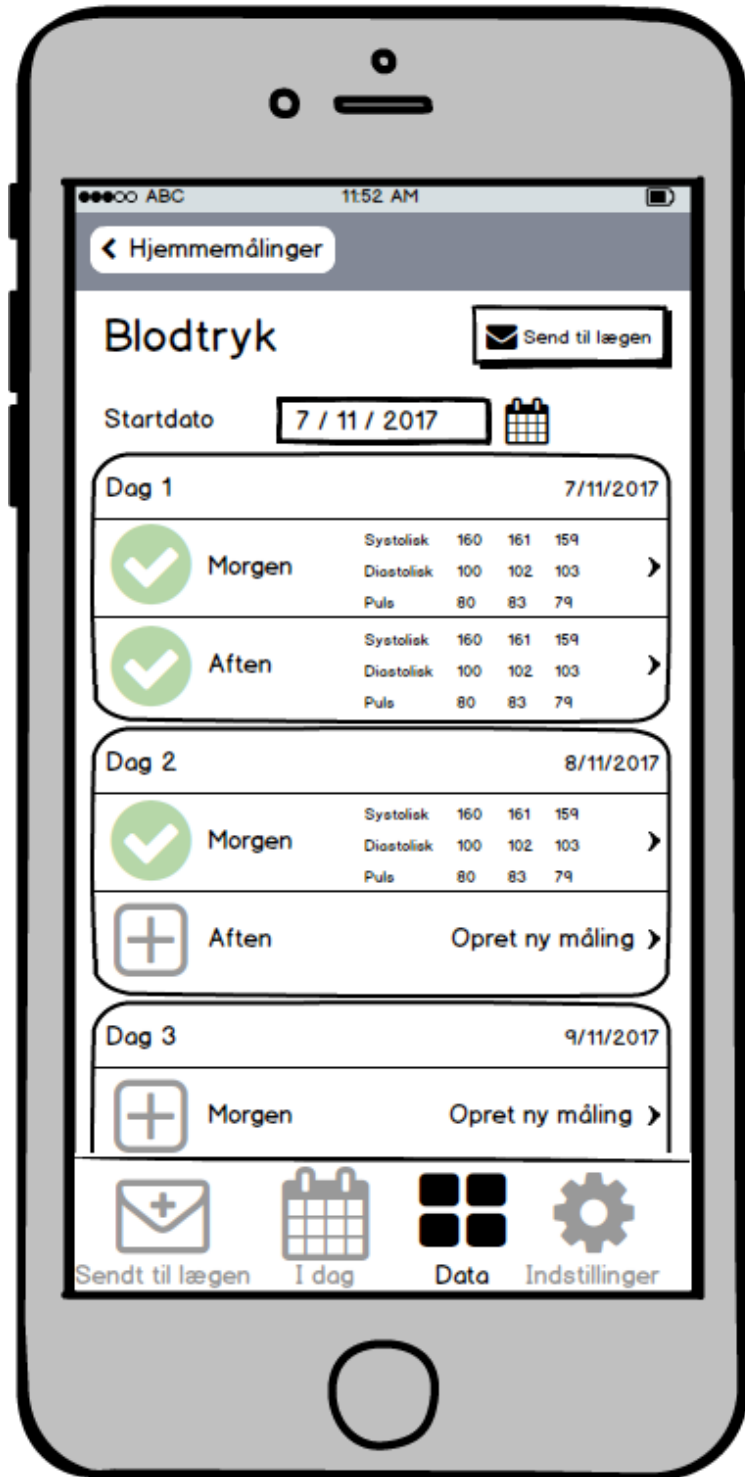 ABC 11:52 AM
Hjemmemålinger
Blodtryk
Send til lægen
Startdato 7 / 11 / 2017
Dag 1 7/11/2017
Morgen
Systolisk 160 161 159
Diastolisk 100 102 103
Puls 80 83 79
Aften
Systolisk 160 161 159
Diastolisk 100 102 103
Puls 80 83 79
Dag 2 8/11/2017
Morgen
Systolisk 160 161 159
Diastolisk 100 102 103
Puls 80 83 79
Aften Opret ny måling
Dag 3 9/11/2017
Morgen Opret ny måling
Sendt til lægen I dag Data Indstillinger